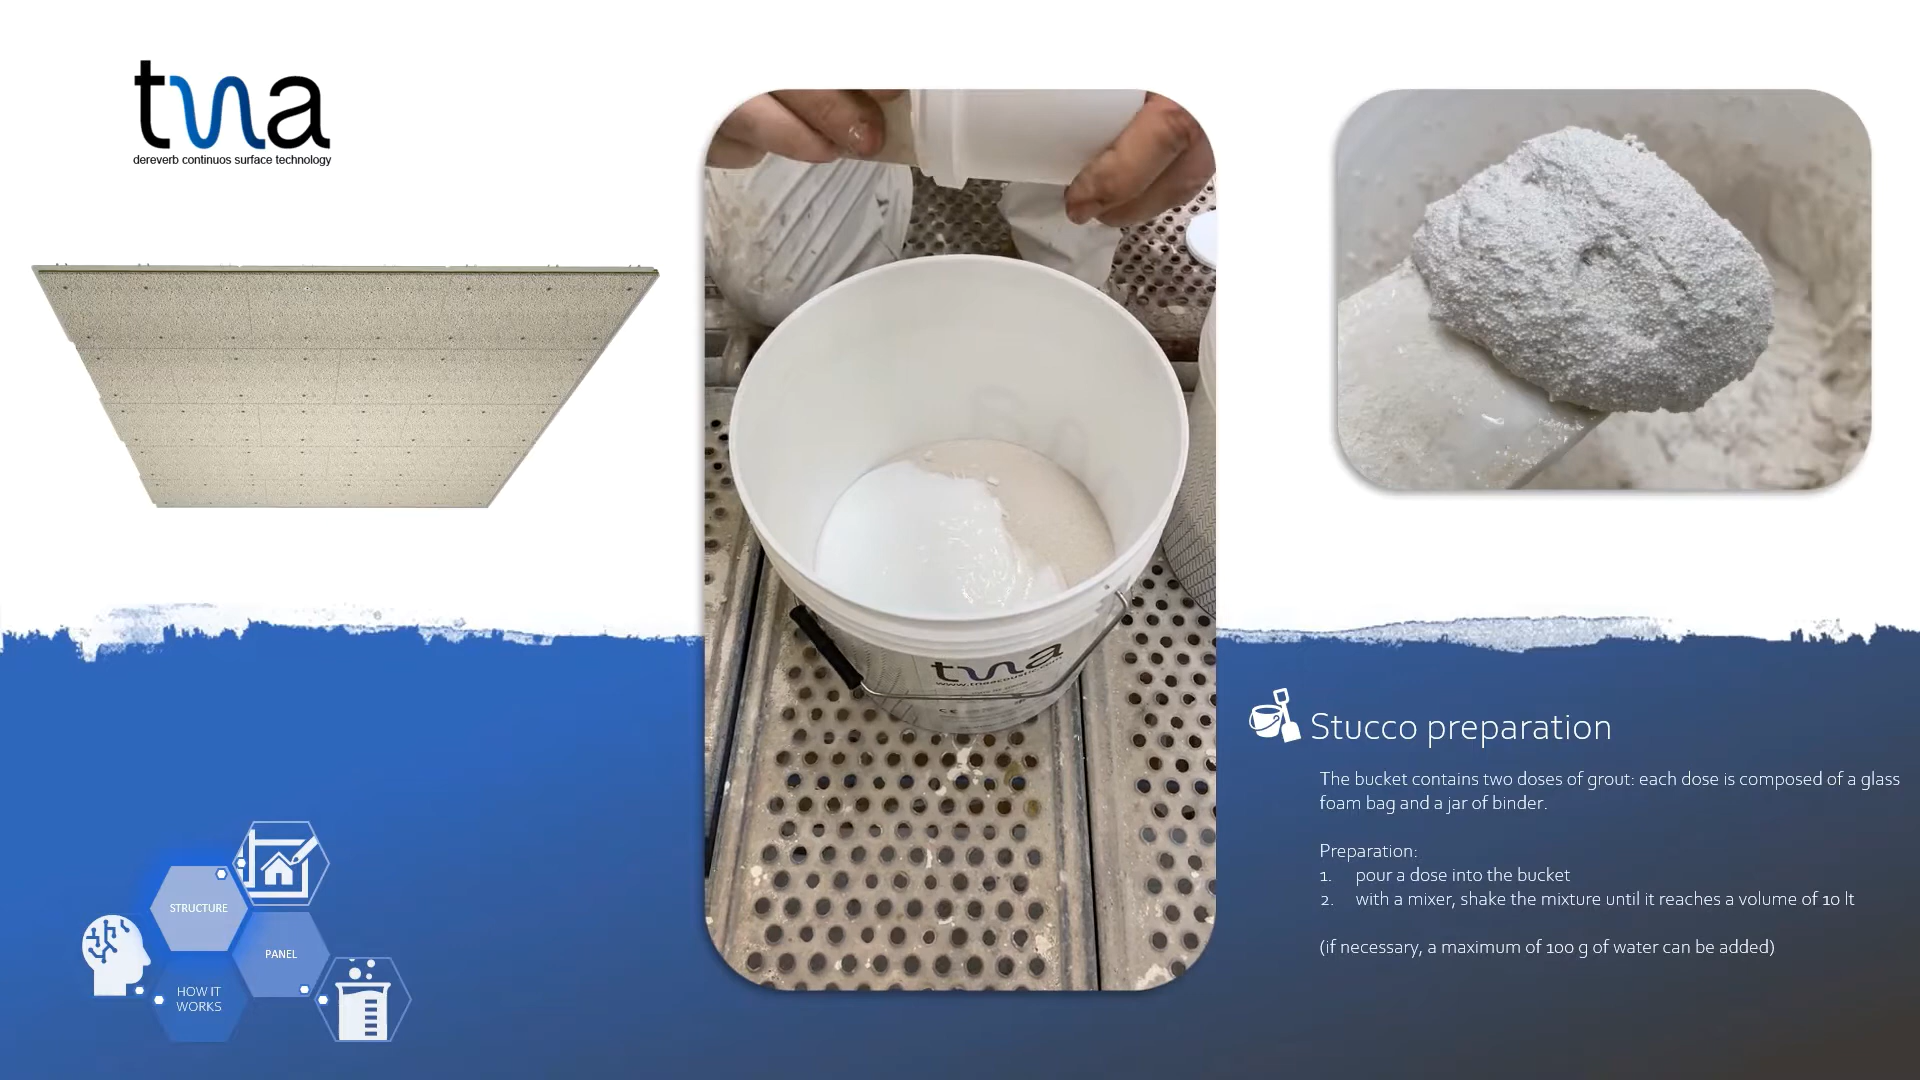 tna
dereverb continuos surface technology
tna
CE
Stucco preparation
The bucket contains two doses of grout: each dose is composed of a glass
foam bag and a jar of binder.
Preparation:
1. pour a dose into the bucket
2. with a mixer, shake the mixture until it reaches a volume of 10 lt
(if necessary, a maximum of 100 g of water can be added)
STRUCTURE
PANEL
HOW IT
WORKS